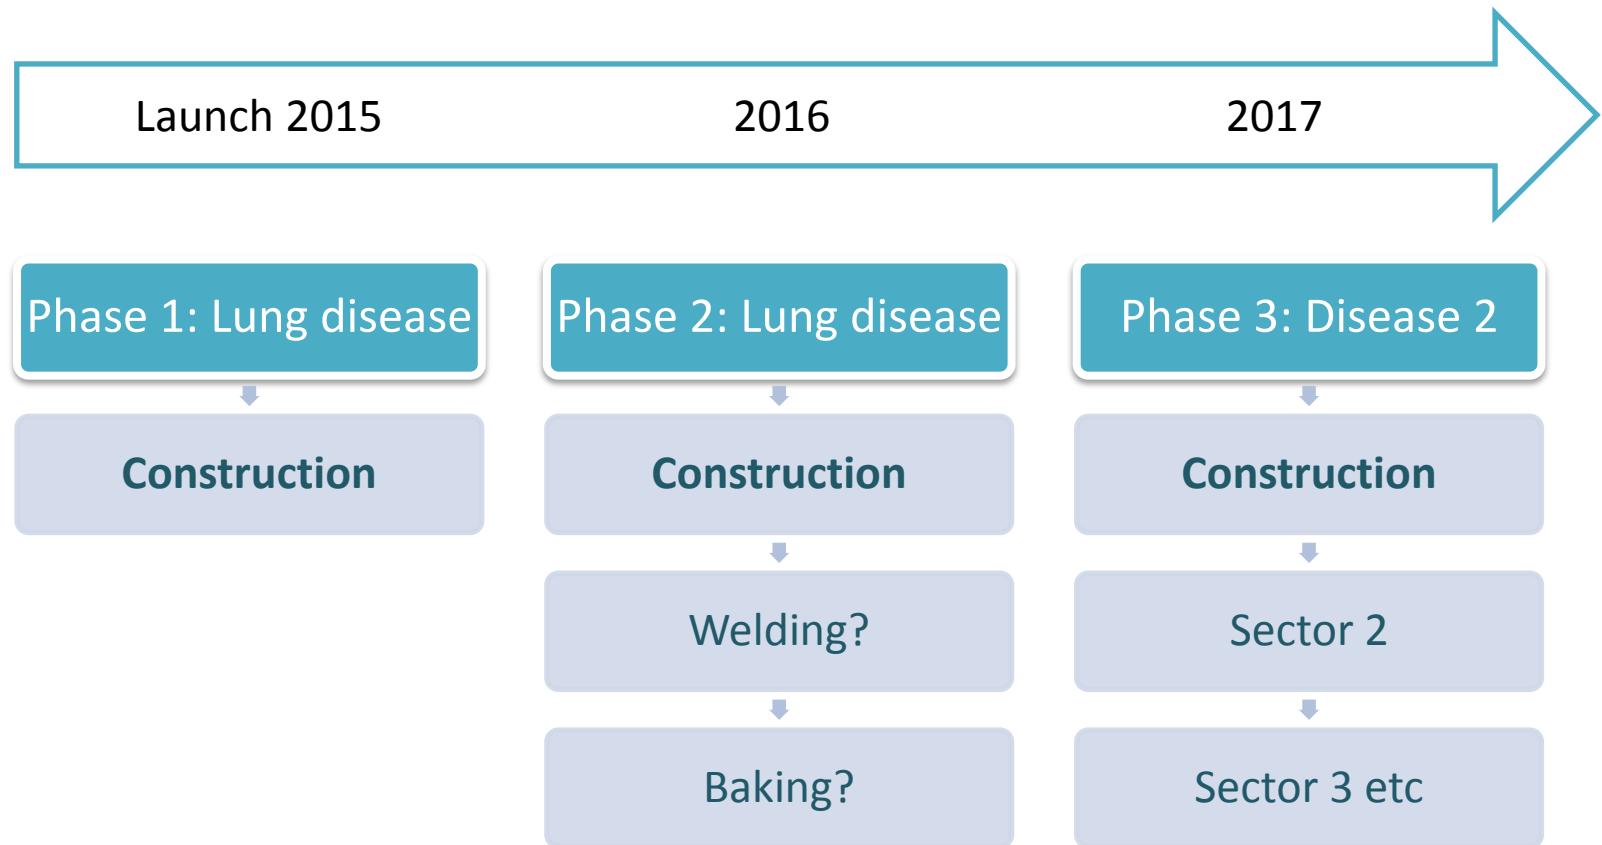 Launch 2015
2016
2017
Phase 1: Lung disease
Construction
Phase 2: Lung disease
Construction
Welding?
Baking?
Phase 3: Disease 2
Construction
Sector 2
Sector 3 etc